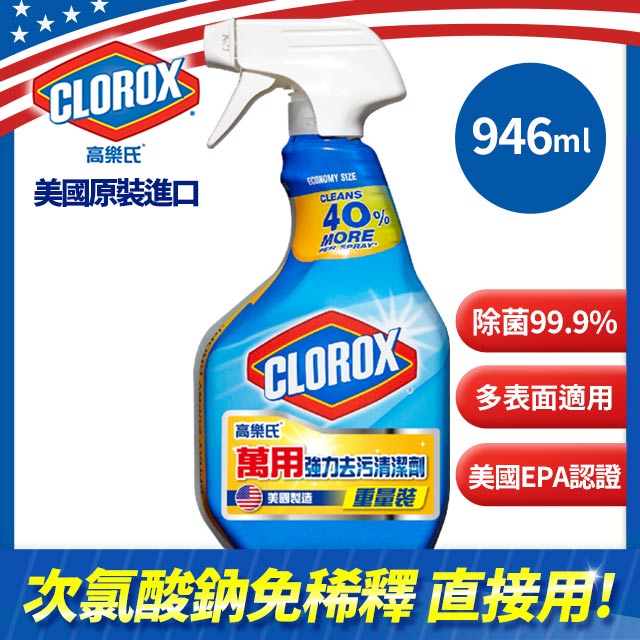 CLOROX
高樂氏
美國原裝進口
946ml
ECONOMY SIZE
CLEANS
40%
MORE
PER SPRAY*
CLOROX
高樂氏
萬用強力去污清潔劑
美國製造
重量裝
除菌99.9%
多表面適用
美國EPA認證
次氯酸鈉免稀釋 直接用!